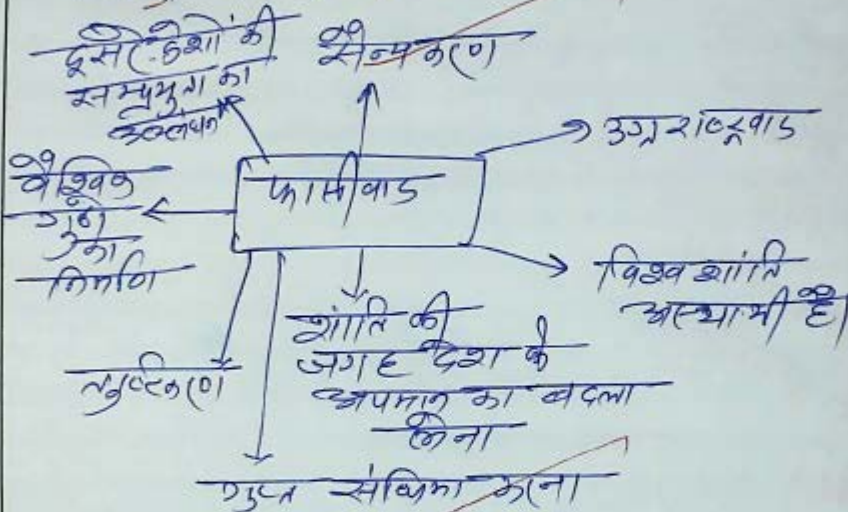 दूसरे देशों की
सम्प्रभुता का
उल्लंघन
सैन्यकरण
उग्र राष्ट्रवाद
वैश्विक
गुटों
का
निर्माण
फासीवाद
विश्व शांति
अस्थायी है।
शांति की
जगह देश के
अपमान का बदला
लेना
तुष्टिकरण
गुप्त संधिया करना